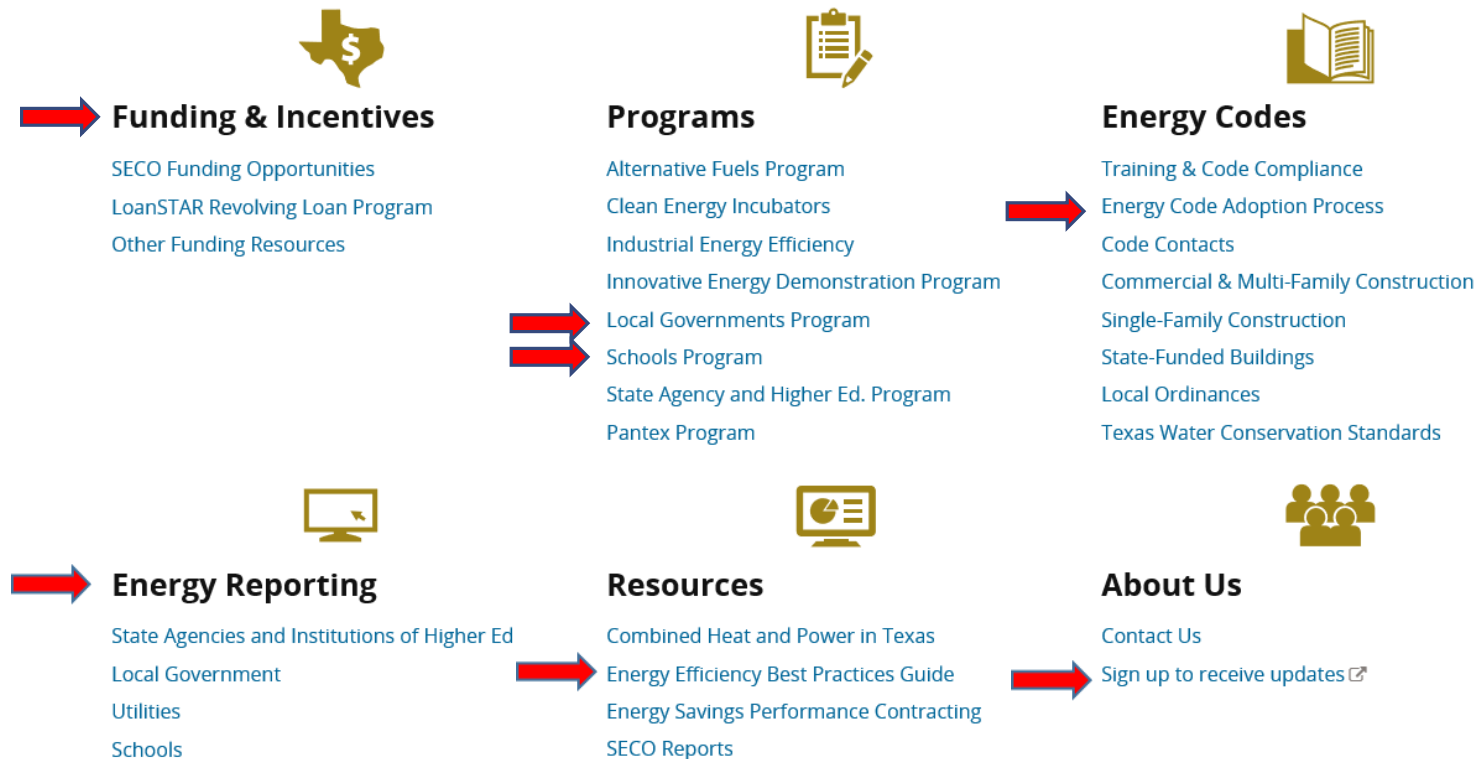 $
Funding & Incentives
SECO Funding Opportunities
LoanSTAR Revolving Loan Program
Other Funding Resources
Programs
Alternative Fuels Program
Clean Energy Incubators
Industrial Energy Efficiency
Innovative Energy Demonstration Program
Local Governments Program
Schools Program
State Agency and Higher Ed. Program
Pantex Program
Energy Codes
Training & Code Compliance
Energy Code Adoption Process
Code Contacts
Commercial & Multi-Family Construction
Single-Family Construction
State-Funded Buildings
Local Ordinances
Texas Water Conservation Standards
Energy Reporting
State Agencies and Institutions of Higher Ed
Local Government
Utilities
Schools
Resources
Combined Heat and Power in Texas
Energy Efficiency Best Practices Guide
Energy Savings Performance Contracting
SECO Reports
About Us
Contact Us
Sign up to receive updates